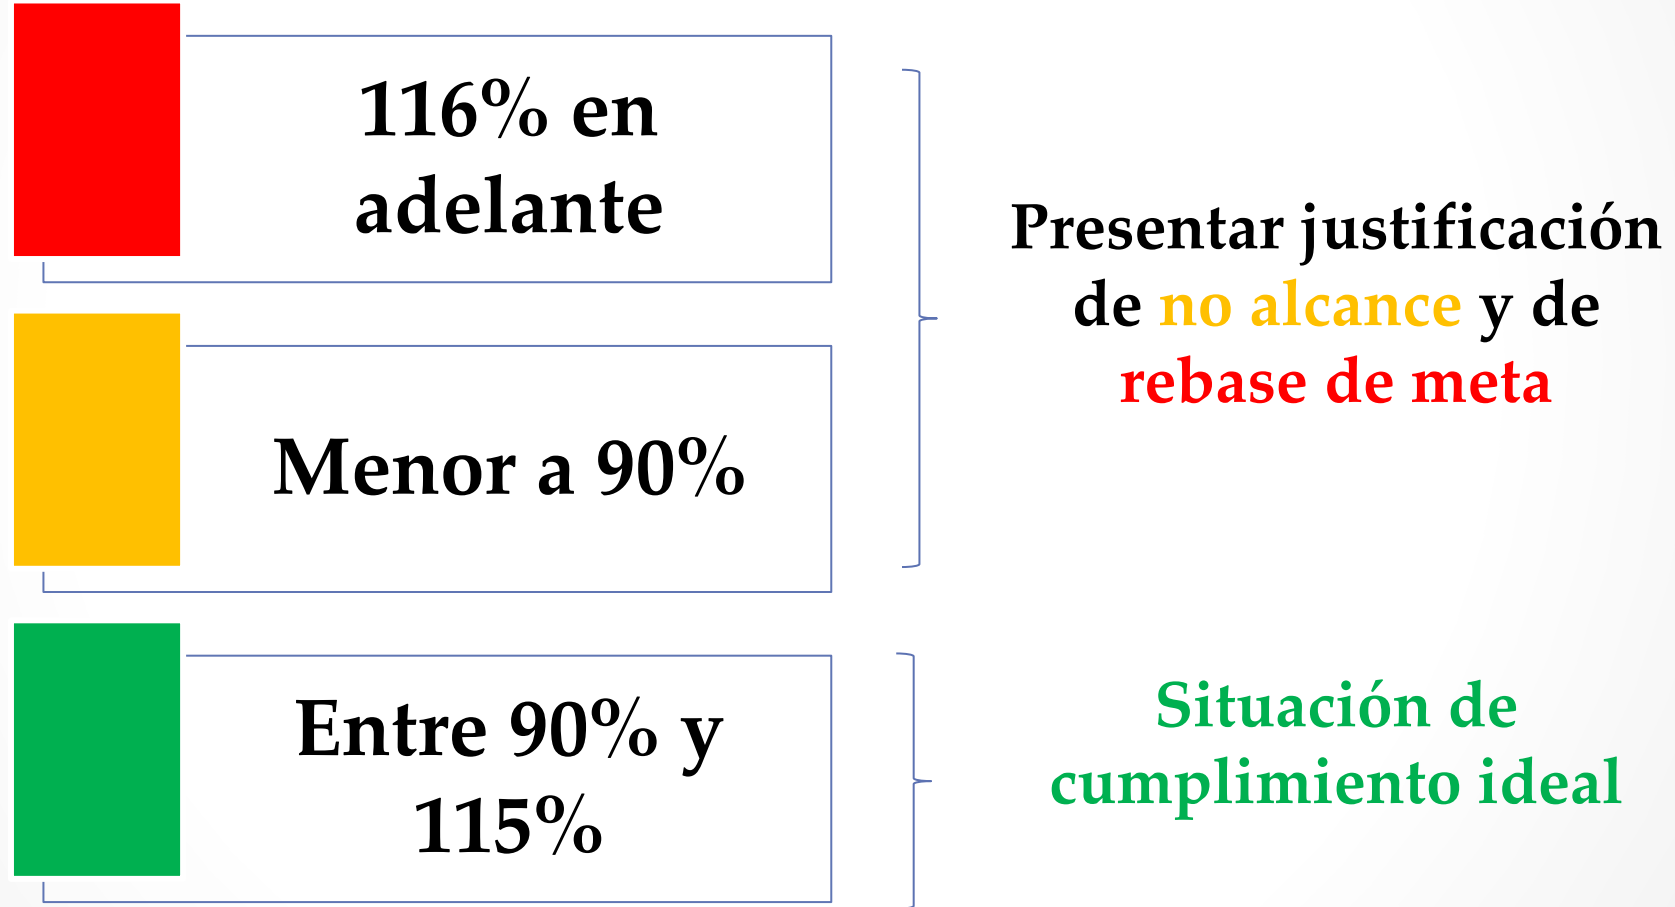 116% en
adelante
Menor a 90%
Entre 90% y
115%
Presentar justificación
de no alcance y de
rebase de meta
Situación de
cumplimiento ideal